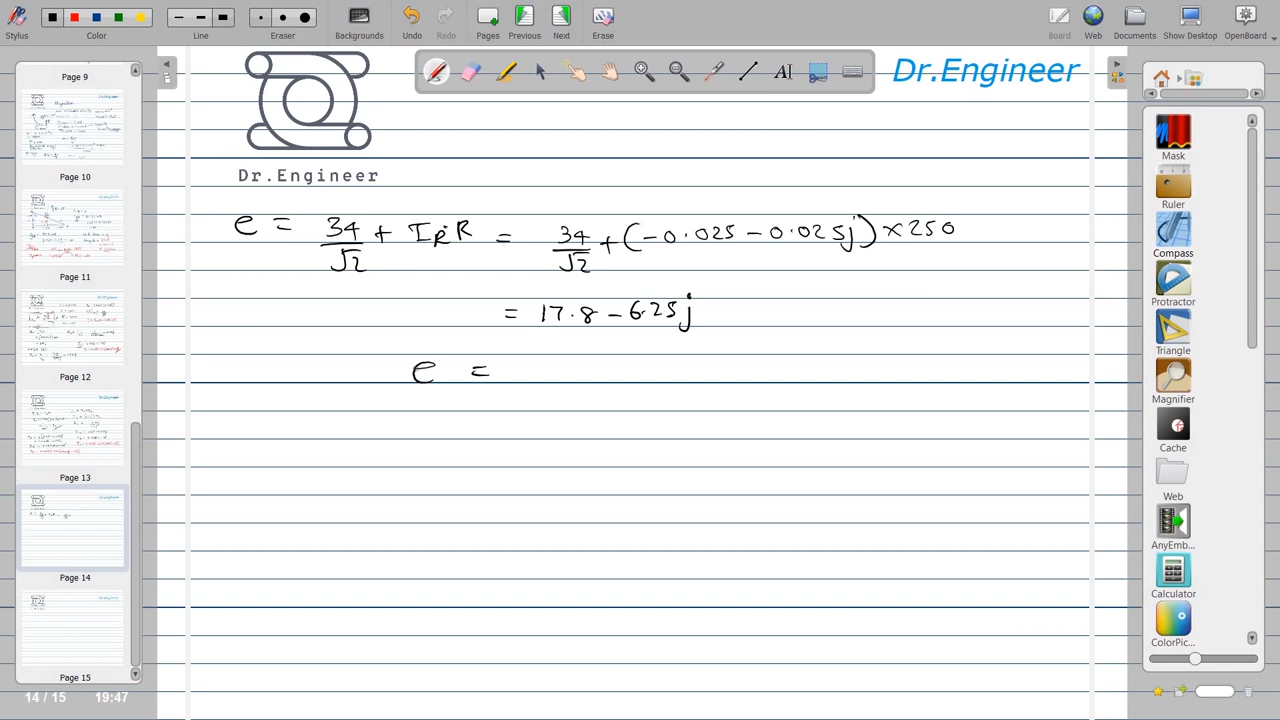 Stylus
Color
Line
Eraser
Backgrounds
Undo
Redo
Pages
Previous
Next
Erase
Board
Web
Documents
Show Desktop
OpenBoard
Page 9
Page 10
Page 11
Page 12
Page 13
Page 14
Page 15
14 / 15 19:47
Dr.Engineer
Dr.Engineer
e = 34/√2 + I_R R = 34/√2 + (-0.025 - 0.025j) × 250
= 17.8 - 6.25j
e =
Mask
Ruler
Compass
Protractor
Triangle
Magnifier
Cache
Web
AnyEmb...
Calculator
ColorPic...